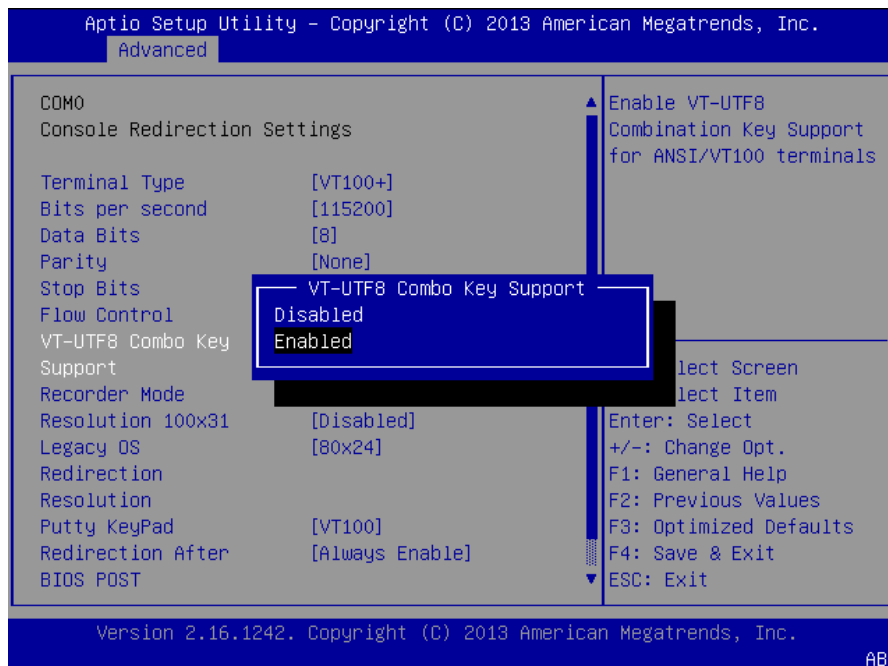 Aptio Setup Utility – Copyright (C) 2013 American Megatrends, Inc.
Advanced
COM0
Console Redirection Settings
Terminal Type [VT100+]
Bits per second [115200]
Data Bits [8]
Parity [None]
Stop Bits
Flow Control
VT-UTF8 Combo Key
Support
Recorder Mode
Resolution 100x31 [Disabled]
Legacy OS [80x24]
Redirection
Resolution
Putty KeyPad [VT100]
Redirection After [Always Enable]
BIOS POST
VT-UTF8 Combo Key Support
Disabled
Enabled
Enable VT-UTF8
Combination Key Support
for ANSI/VT100 terminals
lect Screen
lect Item
Enter: Select
+/-: Change Opt.
F1: General Help
F2: Previous Values
F3: Optimized Defaults
F4: Save & Exit
ESC: Exit
Version 2.16.1242. Copyright (C) 2013 American Megatrends, Inc.
AB